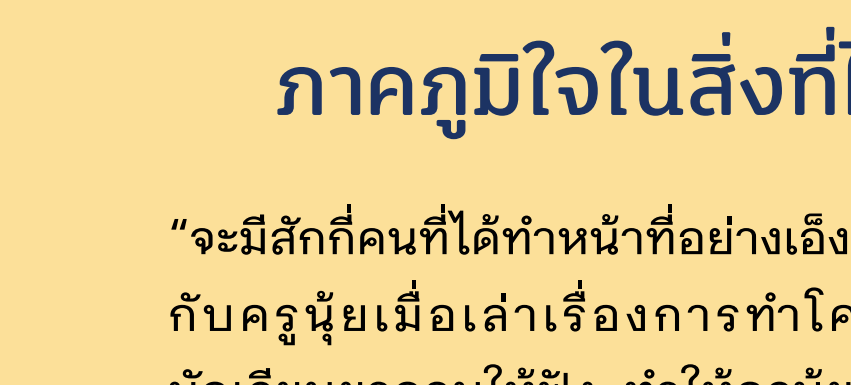 ภาคภูมิใจในสิ่งที่
“จะมีสักกี่คนที่ได้ทำหน้าที่อย่างเอ็ง
กับครูนุ้ยเมื่อเล่าเรื่องการทำโค